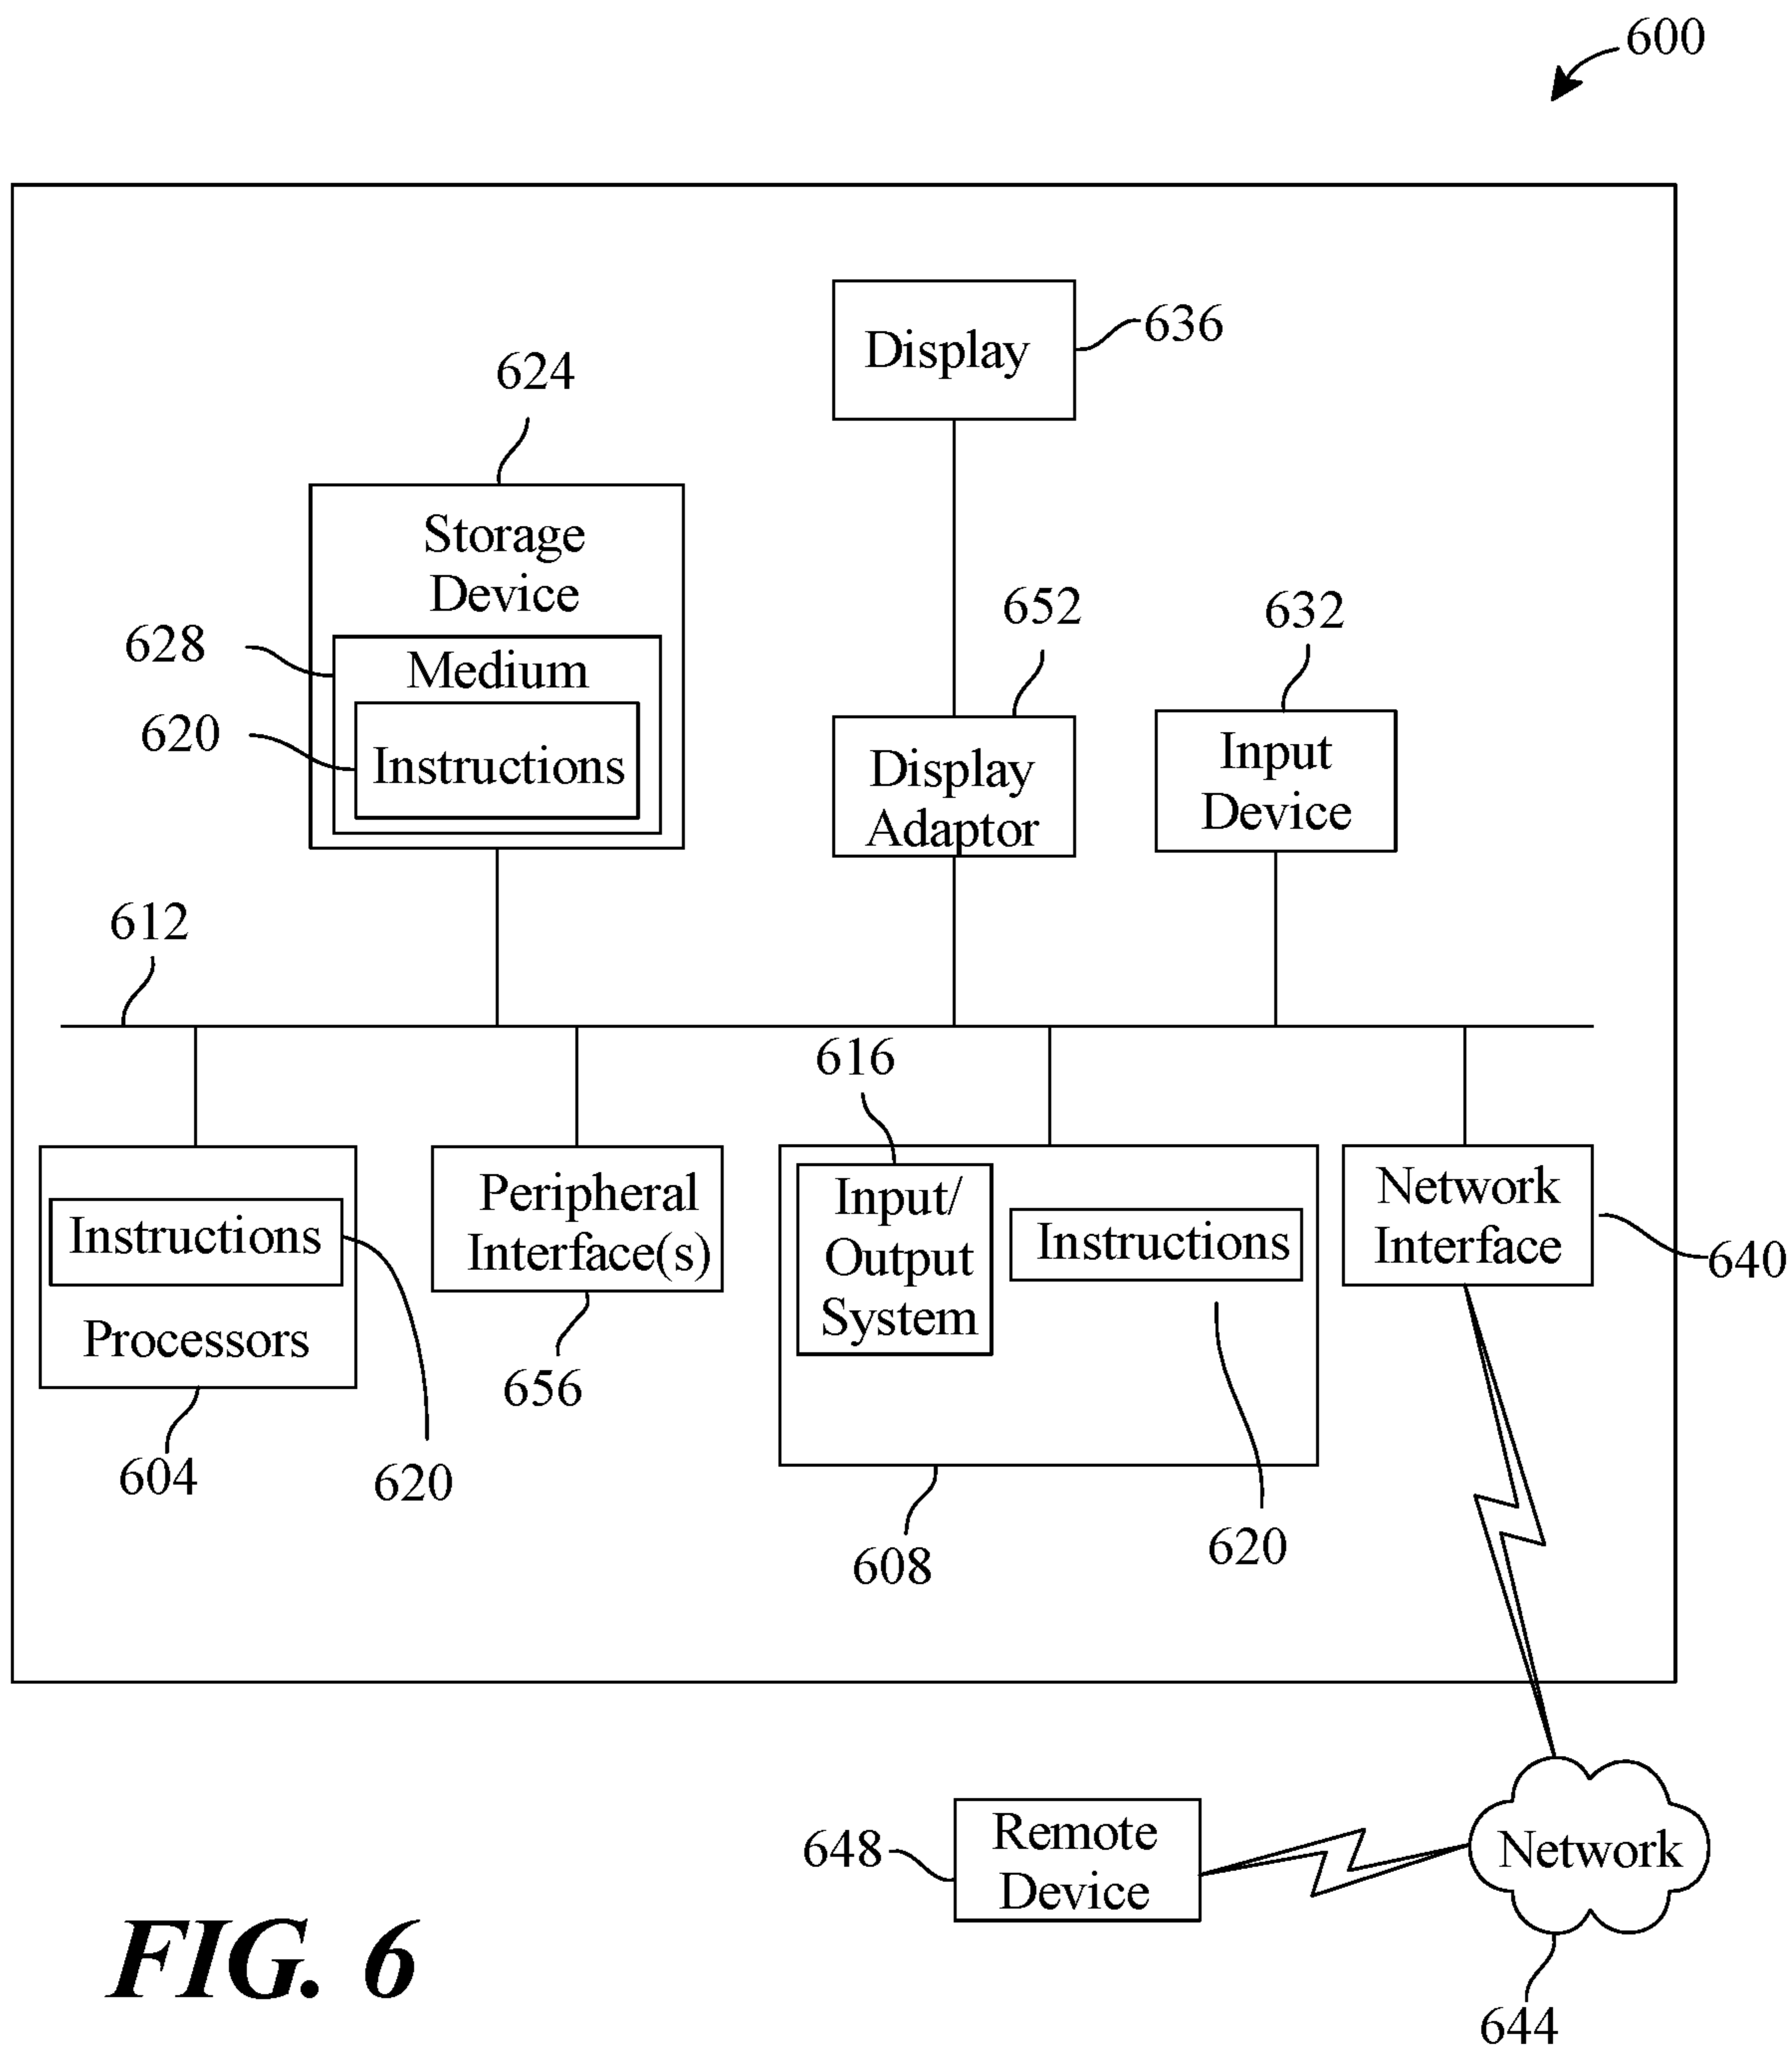 600
Display
636
624
Storage
Device
628
Medium
620
Instructions
652
Display
Adaptor
632
Input
Device
612
616
Instructions
Processors
604
620
Peripheral
Interface(s)
656
Input/
Output
System
Instructions
608
620
Network
Interface
640
648
Remote
Device
Network
644
FIG. 6